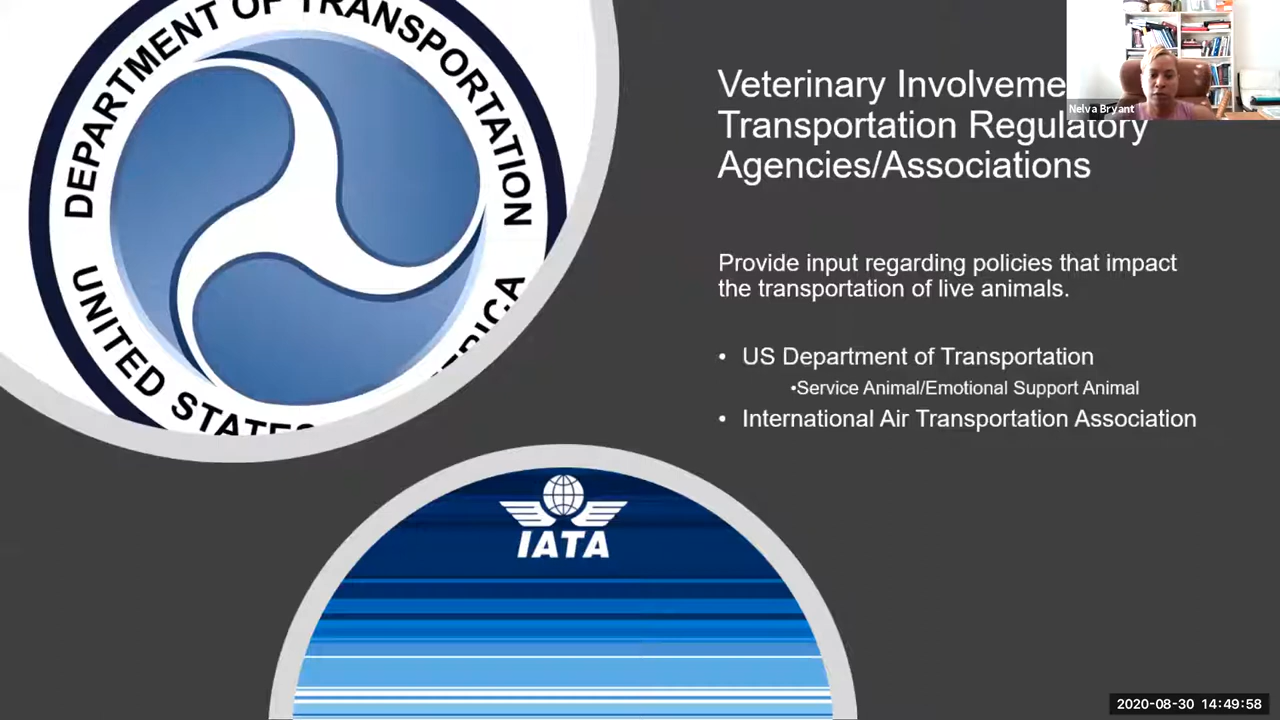 DEPARTMENT OF TRANSPORTATION
UNITED STATES
RICA
Veterinary Involveme
Transportation Regulatory
Agencies/Associations
Nelva Bryant
Provide input regarding policies that impact
the transportation of live animals.
• US Department of Transportation
•Service Animal/Emotional Support Animal
• International Air Transportation Association
IATA
2020-08-30 14:49:58